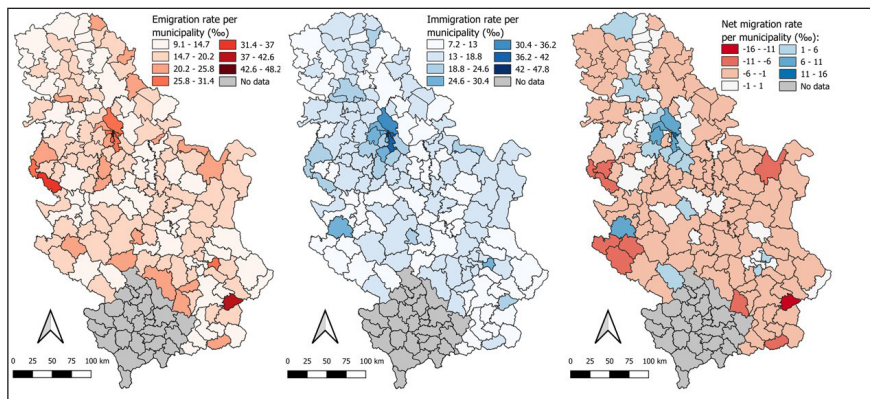 Emigration rate per
municipality (‰)
9.1 - 14.7
14.7 - 20.2
20.2 - 25.8
25.8 - 31.4
31.4 - 37
37 - 42.6
42.6 - 48.2
No data
0 25 50 75 100 km
Immigration rate per
municipality (‰)
7.2 - 13
13 - 18.8
18.8 - 24.6
24.6 - 30.4
30.4 - 36.2
36.2 - 42
42 - 47.8
No data
0 25 50 75 100 km
Net migration rate
per municipality (‰):
-16 - -11
-11 - -6
-6 - -1
-1 - 1
1 - 6
6 - 11
11 - 16
No data
0 25 50 75 100 km